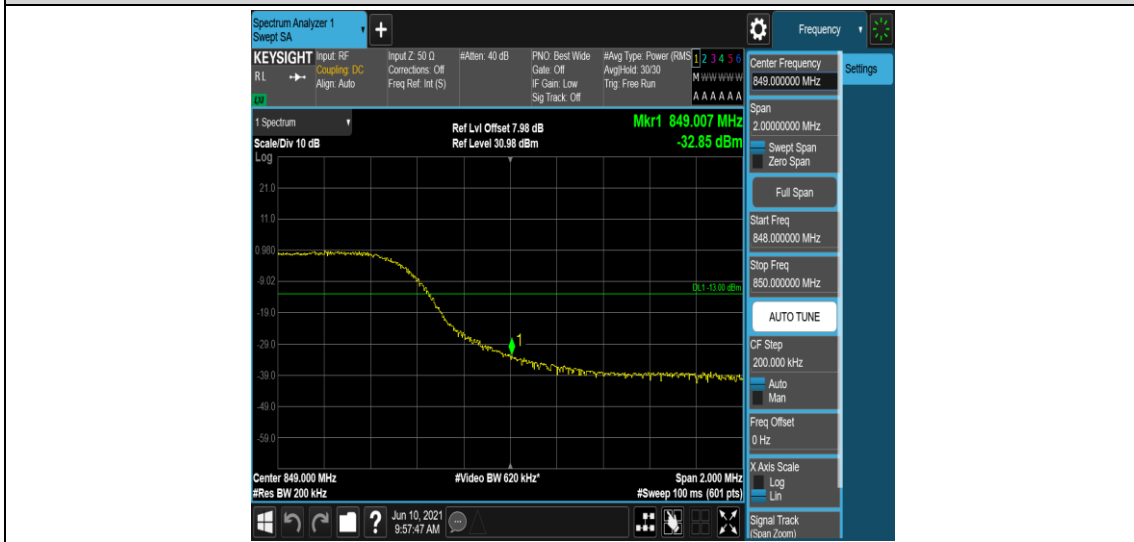 Spectrum Analyzer 1
Swept SA
Frequency
KEYSIGHT
RL
Input: RF
Coupling: DC
Align: Auto
Input Z: 50 Ω
Corrections: Off
Freq Ref: Int (S)
#Atten: 40 dB
PNO: Best Wide
Gate: Off
IF Gain: Low
Sig Track: Off
#Avg Type: Power (RMS
Avg|Hold: 30/30
Trig: Free Run
1 2 3 4 5 6
M W W W W W
A A A A A A
1 Spectrum
Scale/Div 10 dB
Ref Lvl Offset 7.98 dB
Ref Level 30.98 dBm
Mkr1 849.007 MHz
-32.85 dBm
Log
21.0
11.0
0.980
-9.02
-19.0
-29.0
-39.0
-49.0
-59.0
DL1 -13.00 dBm
1
Center 849.000 MHz
#Res BW 200 kHz
#Video BW 620 kHz*
Span 2.000 MHz
#Sweep 100 ms (601 pts)
?
Jun 10, 2021
9:57:47 AM
Center Frequency
849.000000 MHz
Settings
Span
2.00000000 MHz
Swept Span
Zero Span
Full Span
Start Freq
848.000000 MHz
Stop Freq
850.000000 MHz
AUTO TUNE
CF Step
200.000 kHz
Auto
Man
Freq Offset
0 Hz
X Axis Scale
Log
Lin
Signal Track
(Span Zoom)